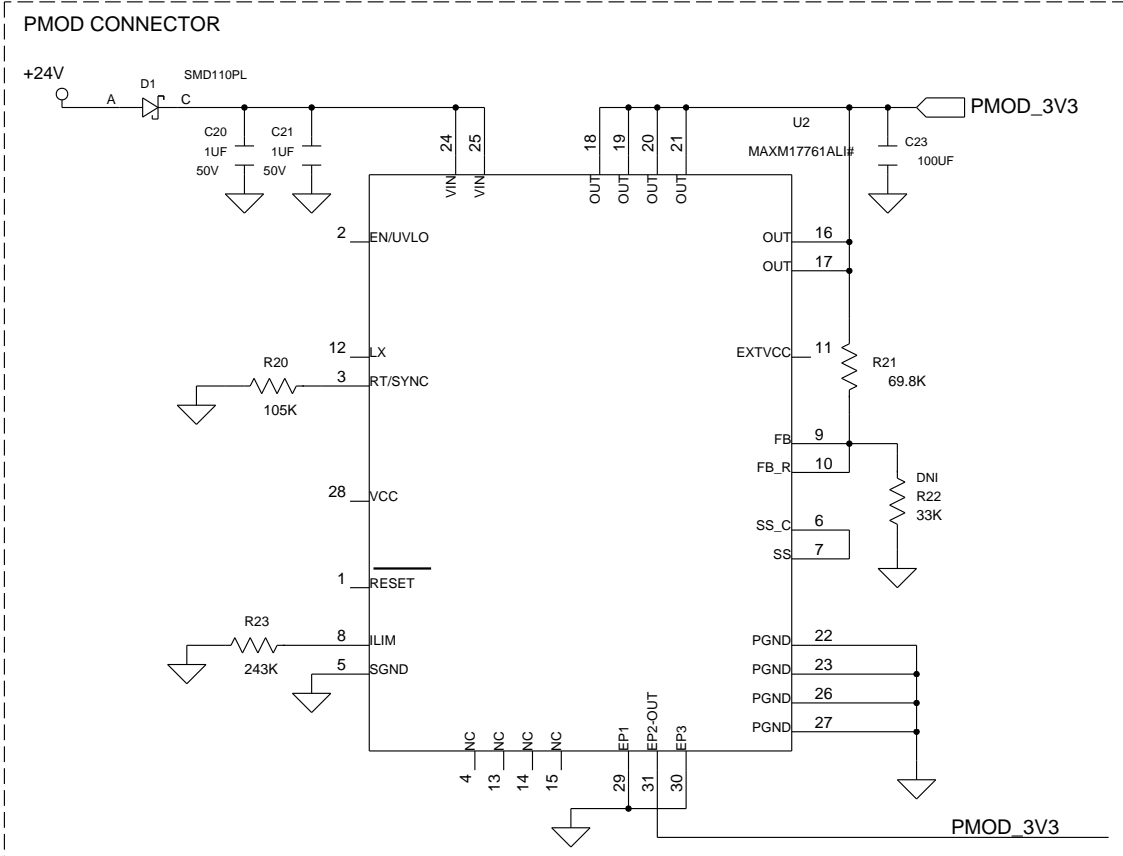 PMOD CONNECTOR
+24V
D1
SMD110PL
A
C
C20
1UF
50V
C21
1UF
50V
24
25
VIN
VIN
18
19
20
21
OUT
OUT
OUT
OUT
U2
MAXM17761ALI#
C23
100UF
PMOD_3V3
2
EN/UVLO
12
LX
R20
105K
3
RT/SYNC
28
VCC
1
RESET
R23
243K
8
ILIM
5
SGND
OUT
16
OUT
17
EXTVCC
11
R21
69.8K
FB
9
FB_R
10
DNI
R22
33K
SS_C
6
SS
7
PGND
22
PGND
23
PGND
26
PGND
27
NC
NC
NC
NC
4
13
14
15
EP1
EP2-OUT
EP3
29
31
30
PMOD_3V3